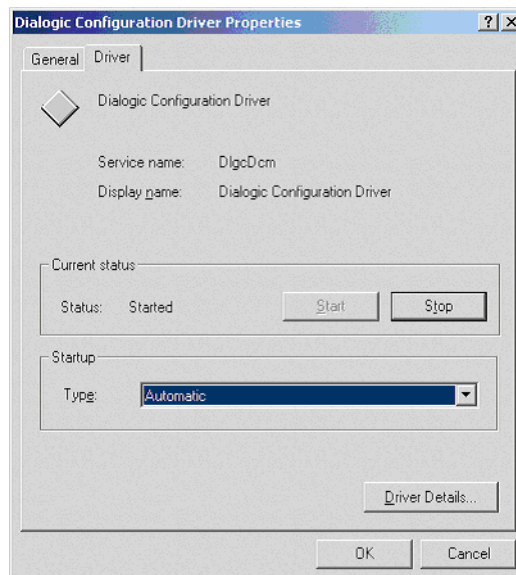 Dialogic Configuration Driver Properties ? X
General Driver
Dialogic Configuration Driver
Service name: DlgcDcm
Display name: Dialogic Configuration Driver
Current status
Status: Started Start Stop
Startup
Type: Automatic
Driver Details...
OK Cancel